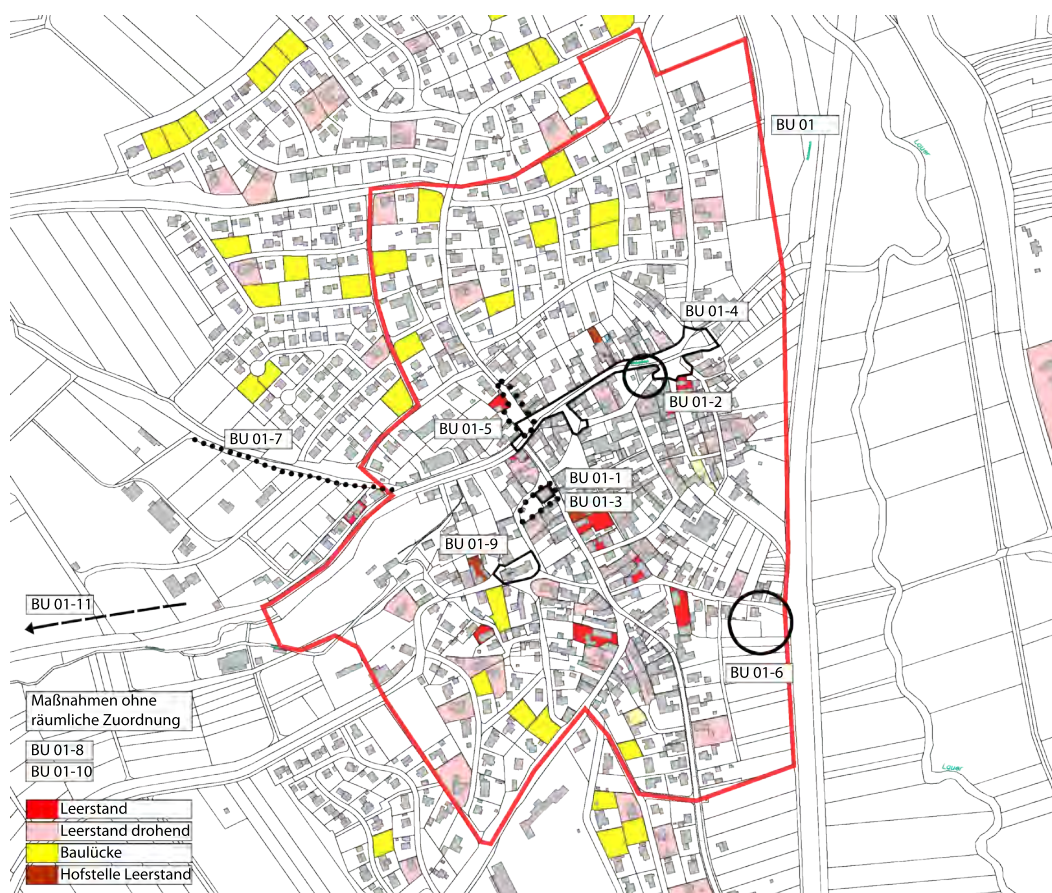 BU 01
Lauer
BU 01-4
BU 01-2
BU 01-5
BU 01-7
BU 01-1
BU 01-3
BU 01-9
BU 01-11
BU 01-6
Maßnahmen ohne
räumliche Zuordnung
BU 01-8
BU 01-10
Lauer
Leerstand
Leerstand drohend
Baulücke
Hofstelle Leerstand